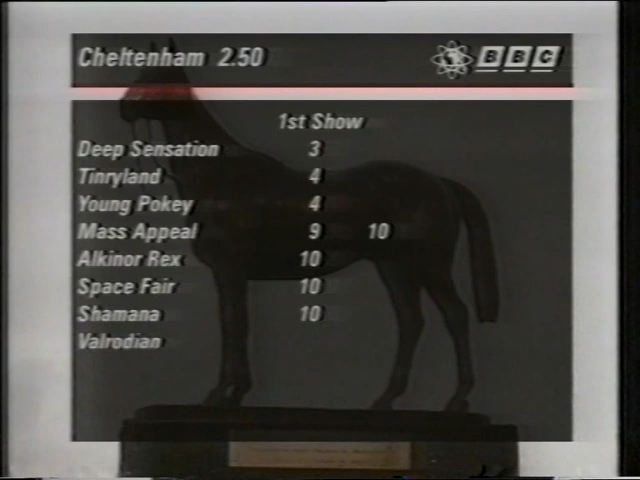 Cheltenham 2.50 BBC
1st Show
Deep Sensation 3
Tinryland 4
Young Pokey 4
Mass Appeal 9 10
Alkinor Rex 10
Space Fair 10
Shamana 10
Valrodian